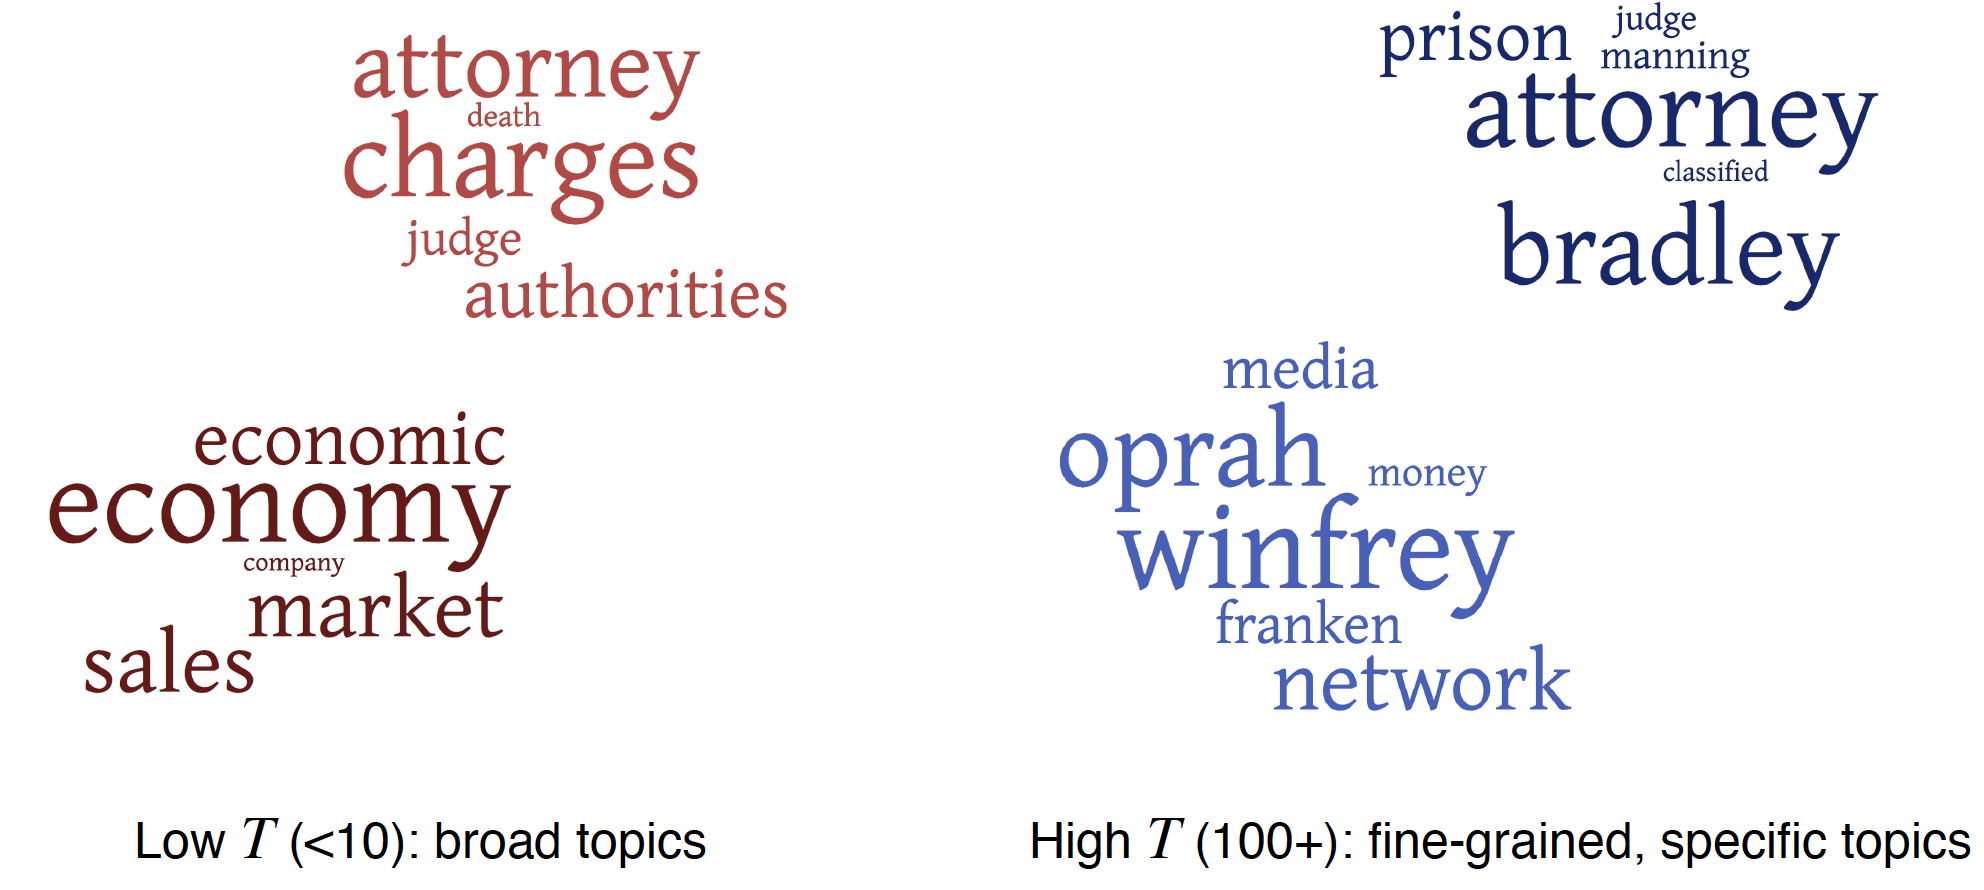 attorney
death
charges
judge
authorities
economic
economy
company
market
sales
Low T (<10): broad topics
prison
judge
manning
attorney
classified
bradley
media
oprah
money
winfrey
franken
network
High T (100+): fine-grained, specific topics